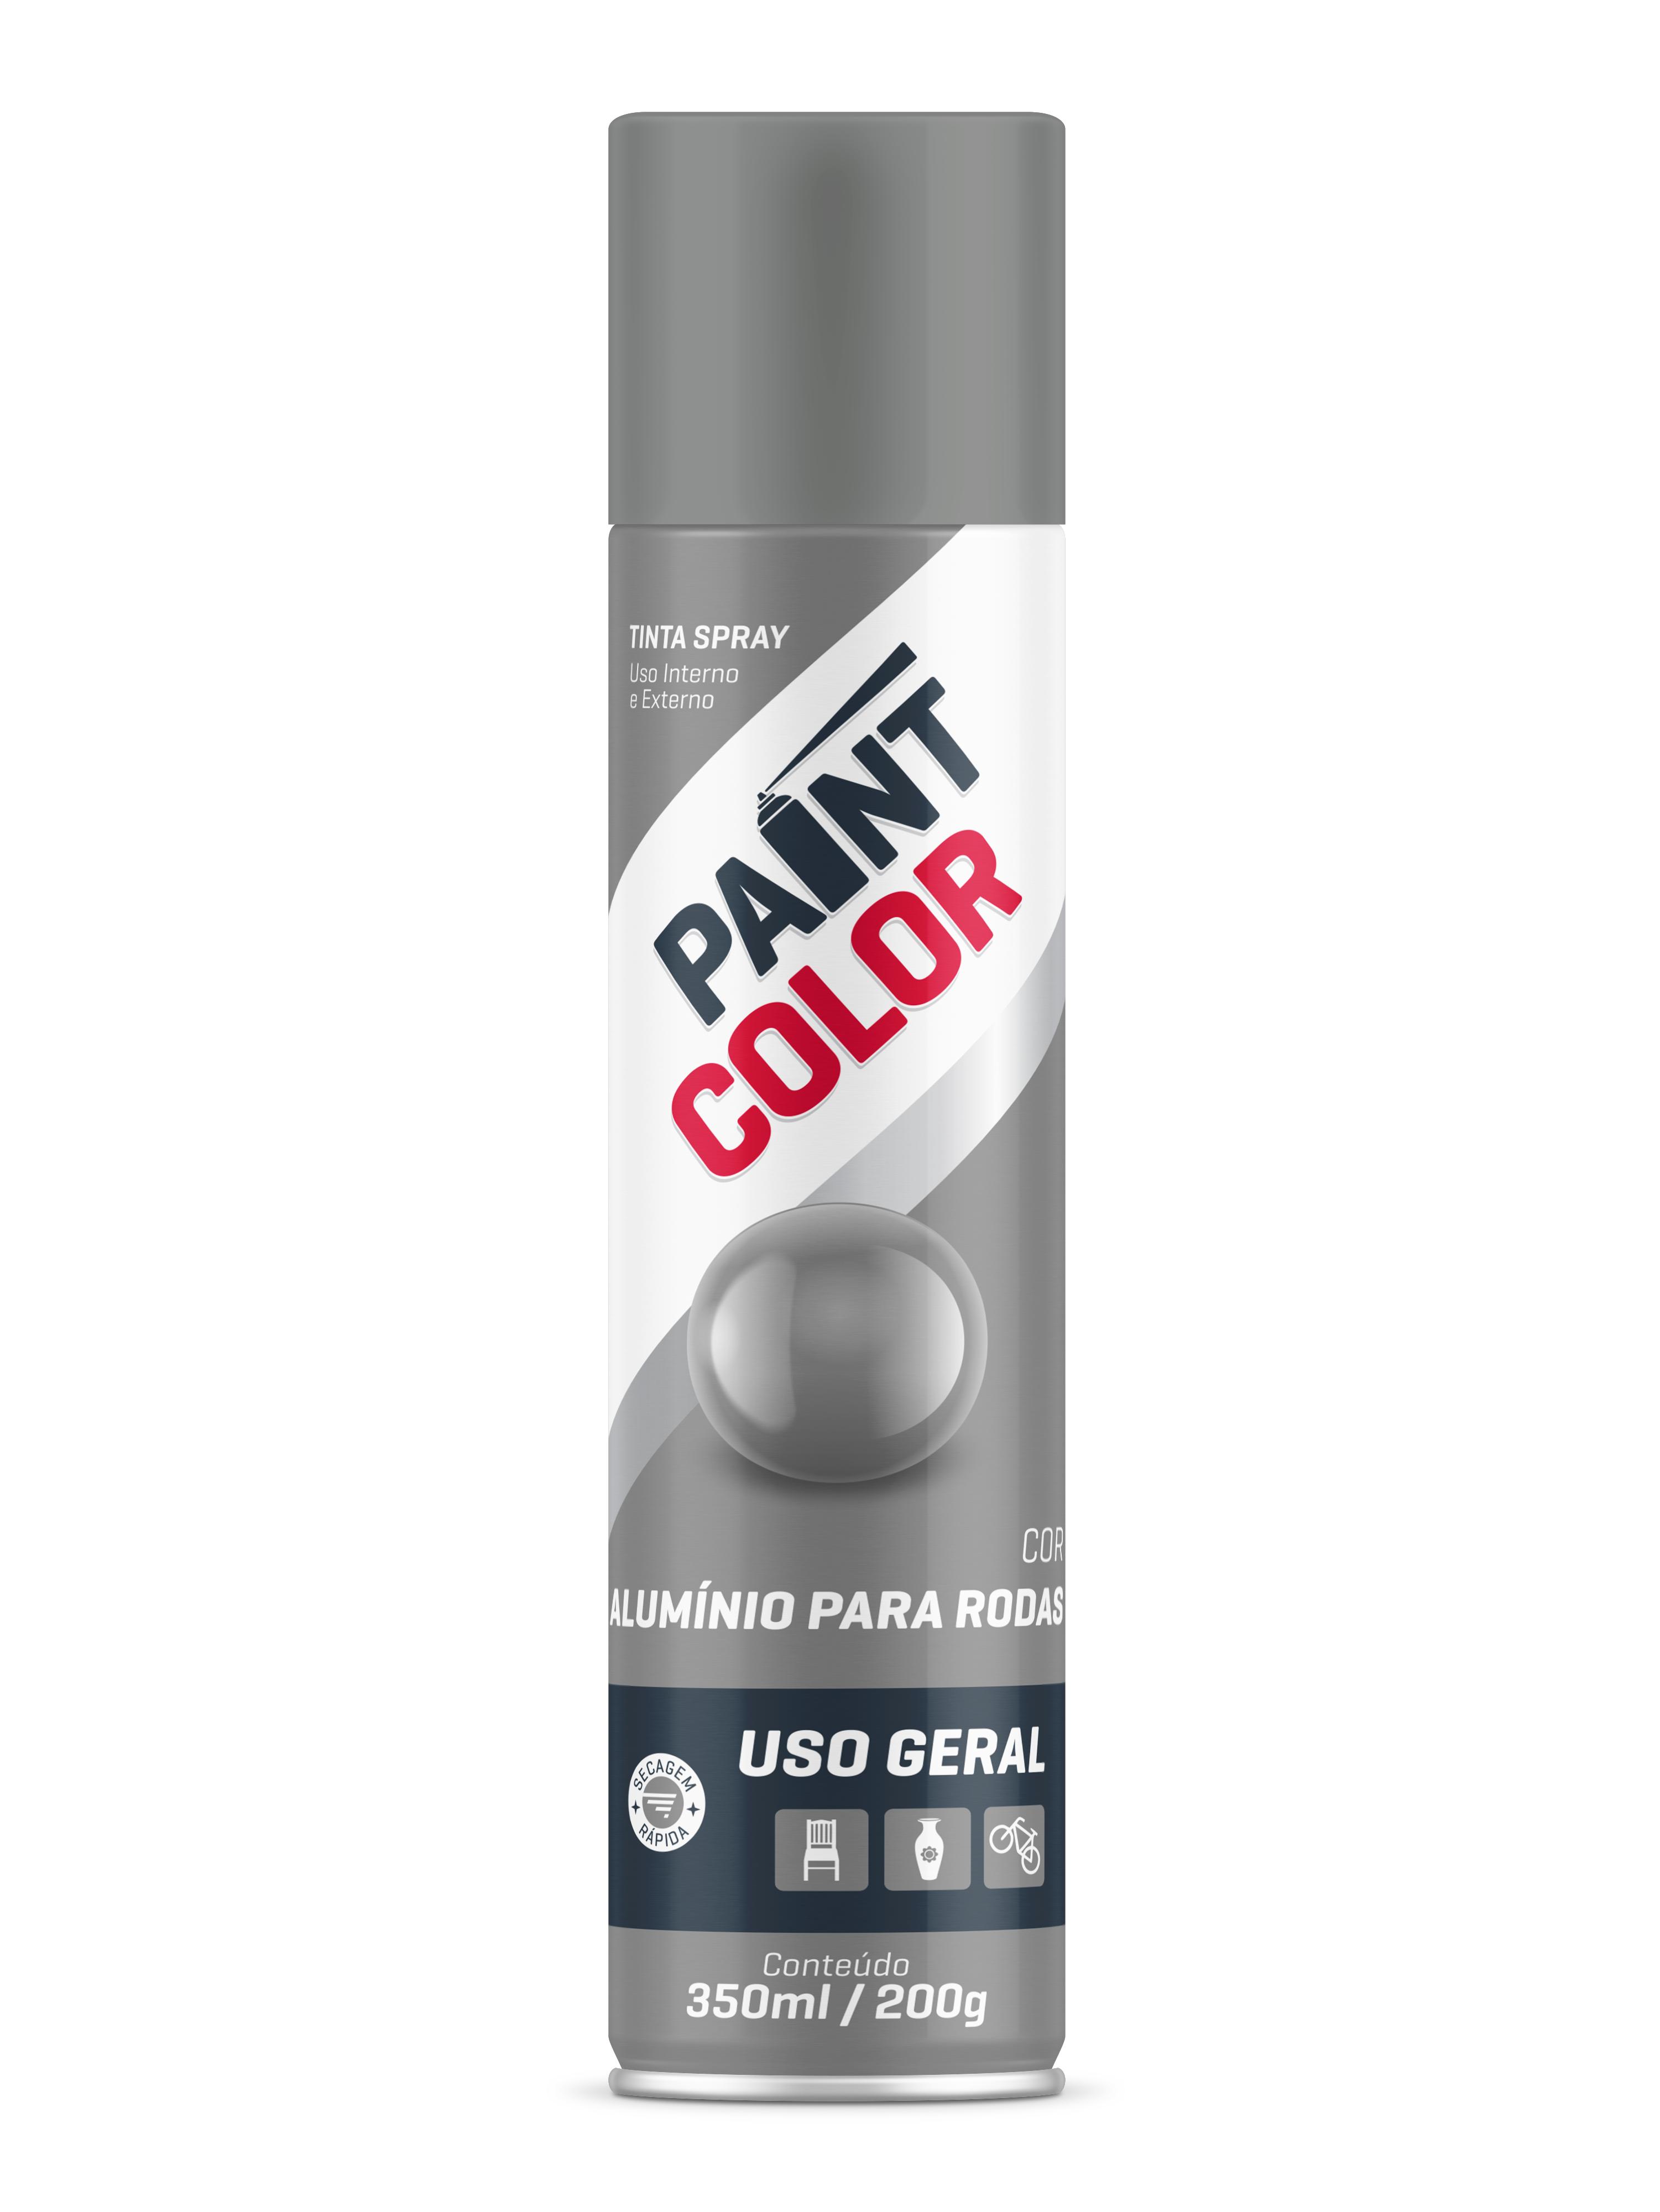 TINTA SPRAY
Uso Interno
e Externo
PAINT
COLOR
COR
ALUMÍNIO PARA RODAS
USO GERAL
SECAGEM
RÁPIDA
Conteúdo
350ml / 200g